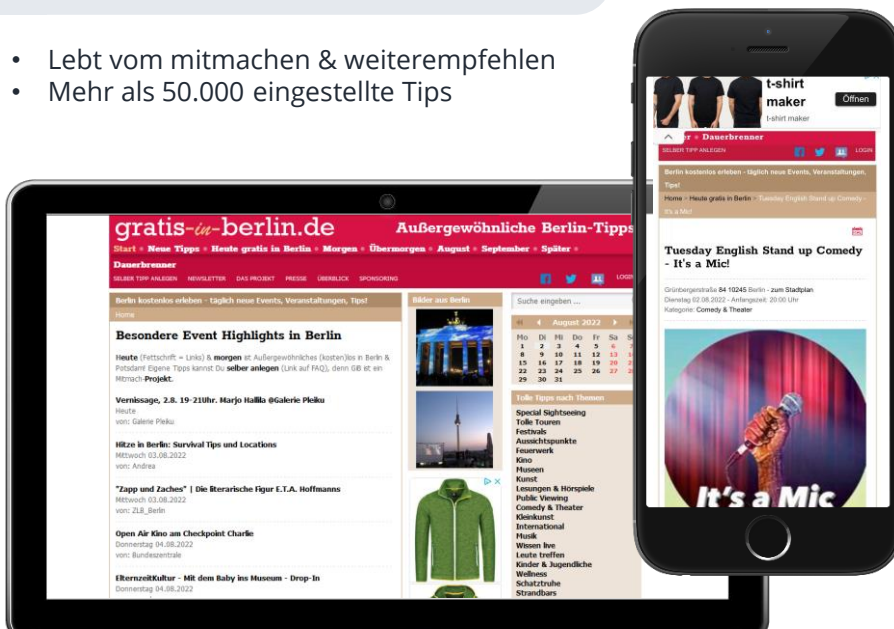 • Lebt vom mitmachen & weiterempfehlen
• Mehr als 50.000 eingestellte Tips
gratis-in-berlin.de
Außergewöhnliche Berlin-Tipps
Start • Neue Tipps • Heute gratis in Berlin • Morgen • Übermorgen • August • September • Später •
Dauerbrenner
SELBER TIPP ANLEGEN NEWSLETTER DAS PROJEKT PRESSE ÜBERBLICK SPONSORING
Berlin kostenlos erleben - täglich neue Events, Veranstaltungen, Tips!
Home
Besondere Event Highlights in Berlin
Heute (Fettschrift = Links) & morgen ist Außergewöhnliches (kosten)los in Berlin &
Potsdam! Eigene Tipps kannst Du selber anlegen (Link auf FAQ), denn GiB ist ein
Mitmach-Projekt.
Vernissage, 2.8. 19-21Uhr. Marjo Hallila @Galerie Pleiku
Heute
von: Galerie Pleiku
Hitze in Berlin: Survival Tips und Locations
Mittwoch 03.08.2022
von: Andrea
"Zapp und Zaches" | Die literarische Figur E.T.A. Hoffmanns
Mittwoch 03.08.2022
von: ZLB_Berlin
Open Air Kino am Checkpoint Charlie
Donnerstag 04.08.2022
von: Bundeszentrale
ElternzeitKultur - Mit dem Baby ins Museum - Drop-In
Donnerstag 04.08.2022
Bilder aus Berlin
Suche eingeben ...
August 2022
Mo Di Mi Do Fr Sa
1 2 3 4 5 6
8 9 10 11 12 13
15 16 17 18 19 20
22 23 24 25 26 27
29 30 31
Tolle Tipps nach Themen
Special Sightseeing
Tolle Touren
Festivals
Aussichtspunkte
Feuerwerk
Kino
Museen
Kunst
Lesungen & Hörspiele
Public Viewing
Comedy & Theater
Kleinkunst
International
Musik
Wissen live
Leute treffen
Kinder & Jugendliche
Wellness
Schatztruhe
Strandbars
t-shirt
maker
t-shirt maker
Öffnen
Dauerbrenner
SELBER TIPP ANLEGEN LOGIN
Berlin kostenlos erleben - täglich neue Events, Veranstaltungen,
Tips!
Home > Heute gratis in Berlin > Tuesday English Stand up Comedy -
It's a Mic!
Tuesday English Stand up Comedy
- It's a Mic!
Grünbergerstraße 84 10245 Berlin - zum Stadtplan
Dienstag 02.08.2022 - Anfangszeit: 20:00 Uhr
Kategorie: Comedy & Theater
It's a Mic